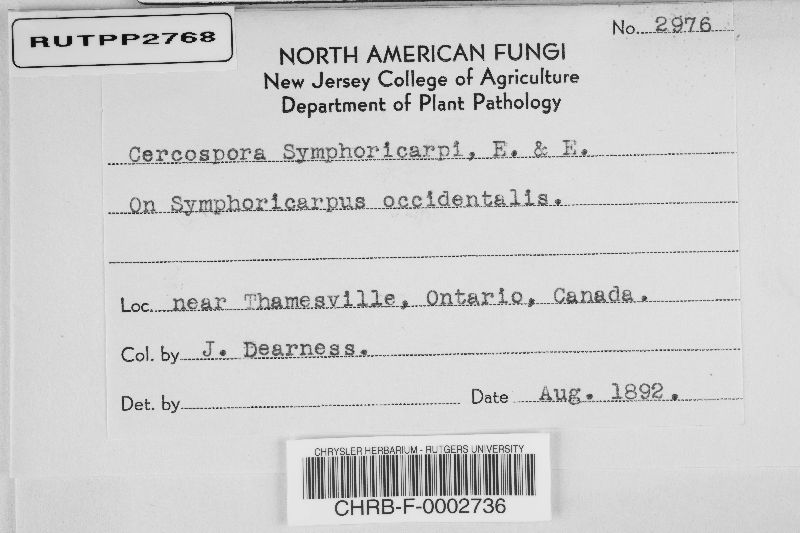 RUTPP2768
No. 2976
NORTH AMERICAN FUNGI
New Jersey College of Agriculture
Department of Plant Pathology
Cercospora Symphoricarpi, E. & E.
On Symphoricarpus occidentalis.
Loc. near Thamesville, Ontario, Canada.
Col. by J. Dearness.
Det. by Date Aug. 1892.
CHRYSLER HERBARIUM - RUTGERS UNIVERSITY
CHRB-F-0002736